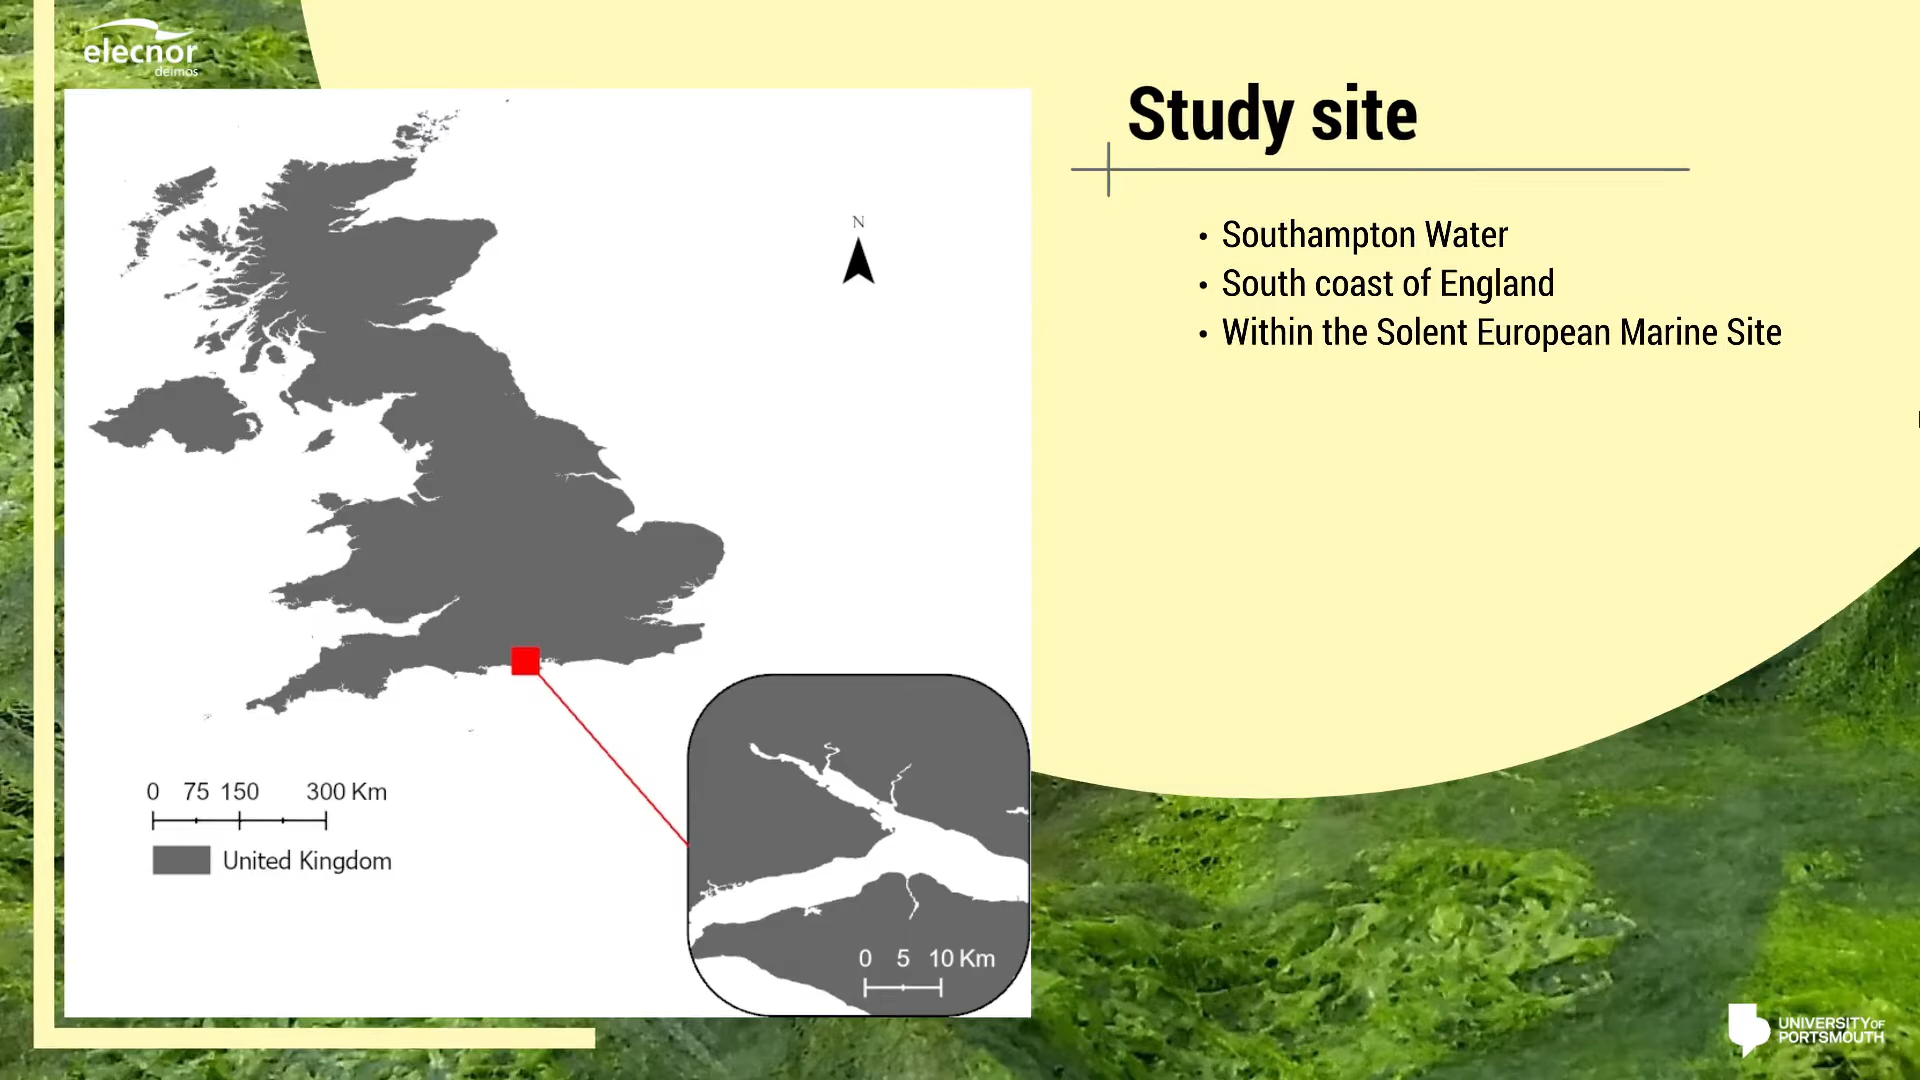 elecnor
deimos
Study site
• Southampton Water
• South coast of England
• Within the Solent European Marine Site
N
0 75 150 300 Km
United Kingdom
0 5 10 Km
UNIVERSITY OF
PORTSMOUTH